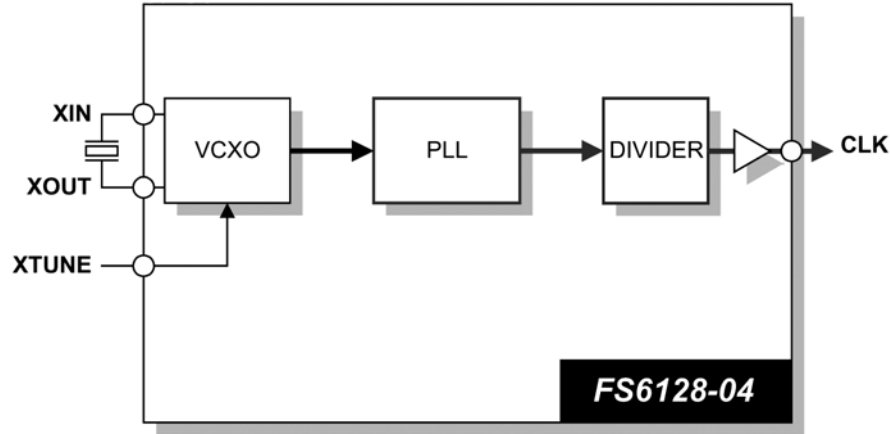 XIN
XOUT
XTUNE
VCXO
PLL
DIVIDER
CLK
FS6128-04